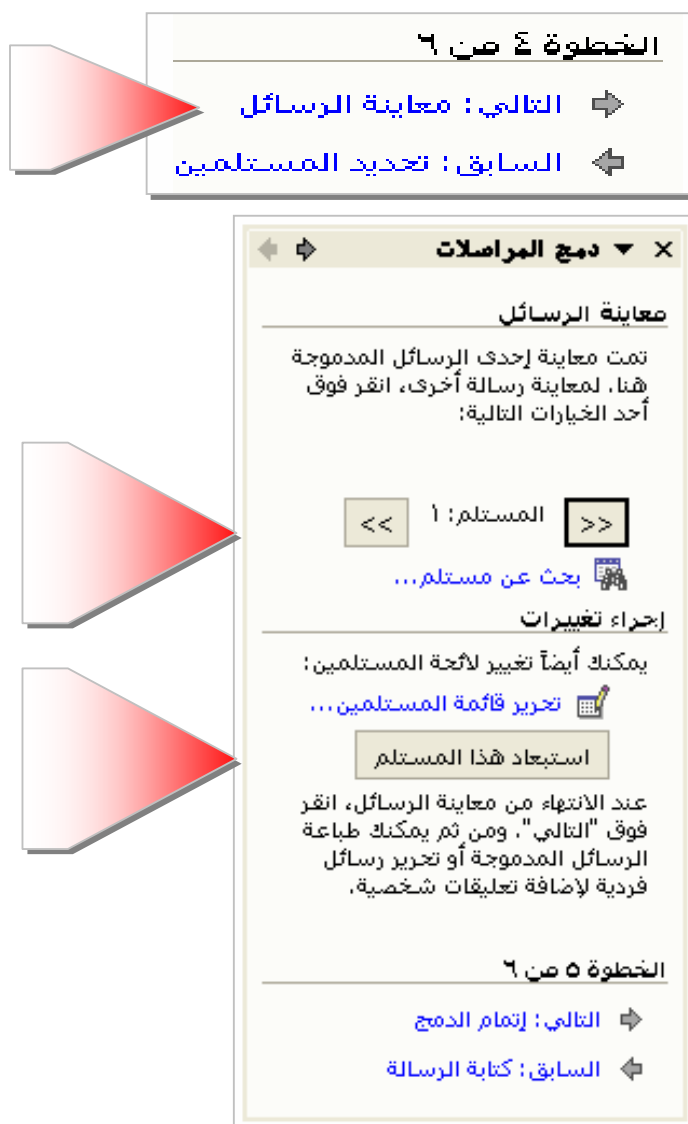 الخطوة ٤ من ٦
التالي: معاينة الرسائل
السابق: تحديد المستلمين
دمج المراسلات
معاينة الرسائل
تمت معاينة إحدى الرسائل المدموجة
هنا. لمعاينة رسالة أخرى، انقر فوق
أحد الخيارات التالية:
<< المستلم: ١ >>
بحث عن مستلم...
إجراء تغييرات
يمكنك أيضاً تغيير لائحة المستلمين:
تحرير قائمة المستلمين...
استبعاد هذا المستلم
عند الانتهاء من معاينة الرسائل، انقر
فوق "التالي". ومن ثم يمكنك طباعة
الرسائل المدموجة أو تحرير رسائل
فردية لإضافة تعليقات شخصية.
الخطوة ٥ من ٦
التالي: إتمام الدمج
السابق: كتابة الرسالة